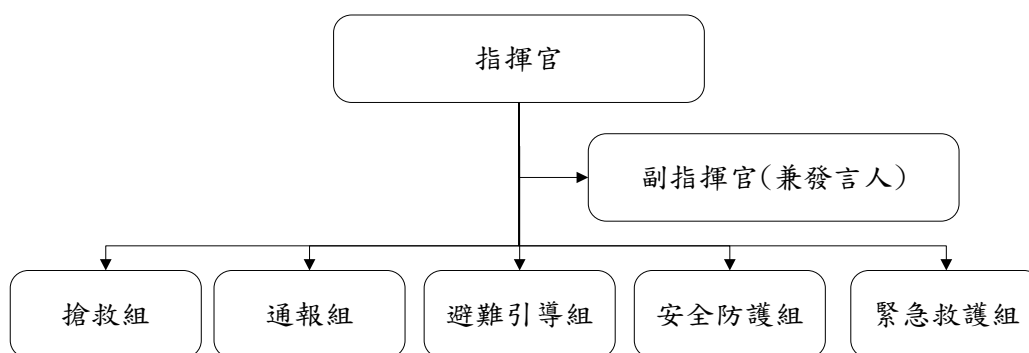 指揮官
副指揮官(兼發言人)
搶救組
通報組
避難引導組
安全防護組
緊急救護組